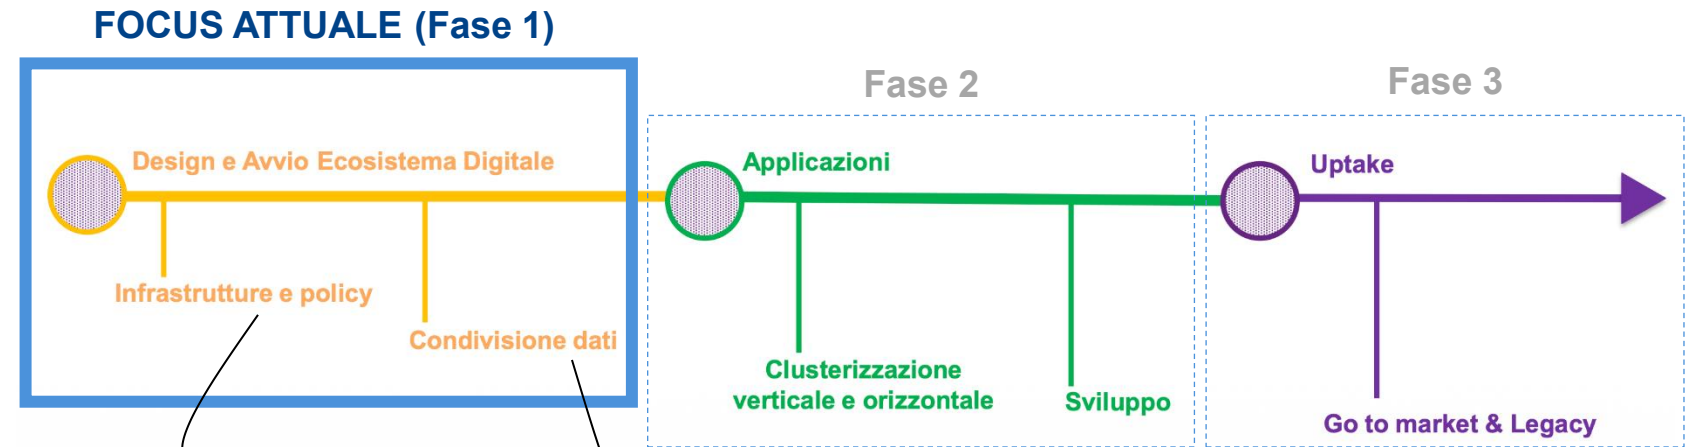 FOCUS ATTUALE (Fase 1)
Fase 2
Fase 3
Design e Avvio Ecosistema Digitale
Infrastrutture e policy
Condivisione dati
Applicazioni
Clusterizzazione
verticale e orizzontale
Sviluppo
Uptake
Go to market & Legacy